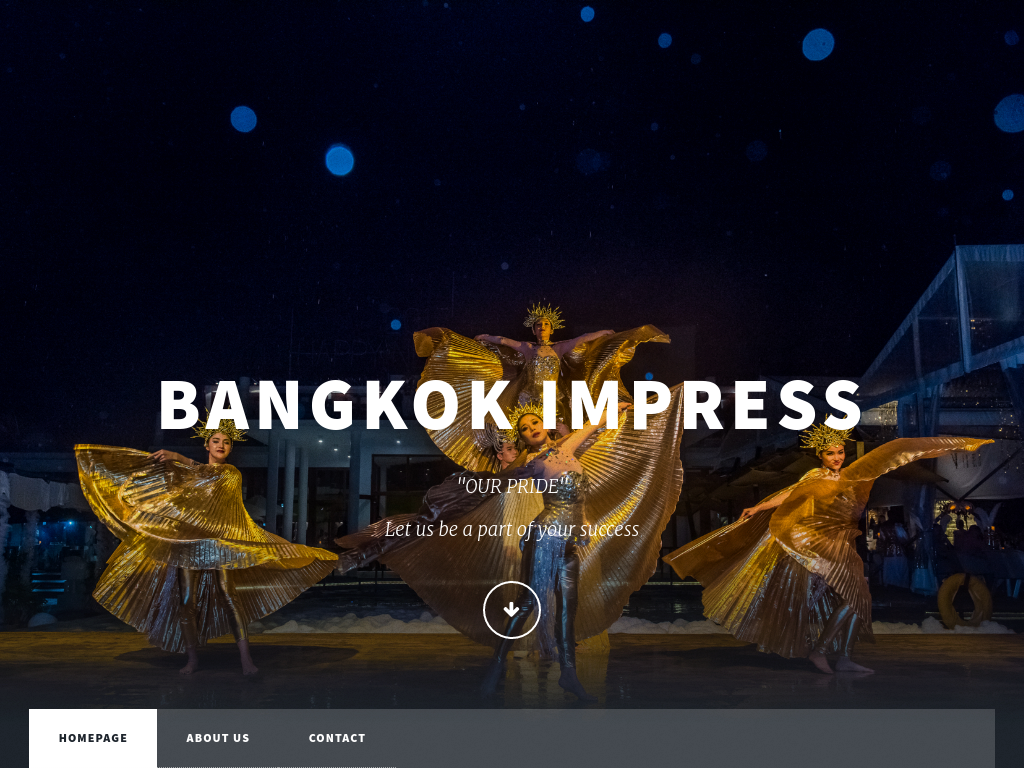 BANGKOK IMPRESS
"OUR PRIDE"
Let us be a part of your success
HOMEPAGE ABOUT US CONTACT